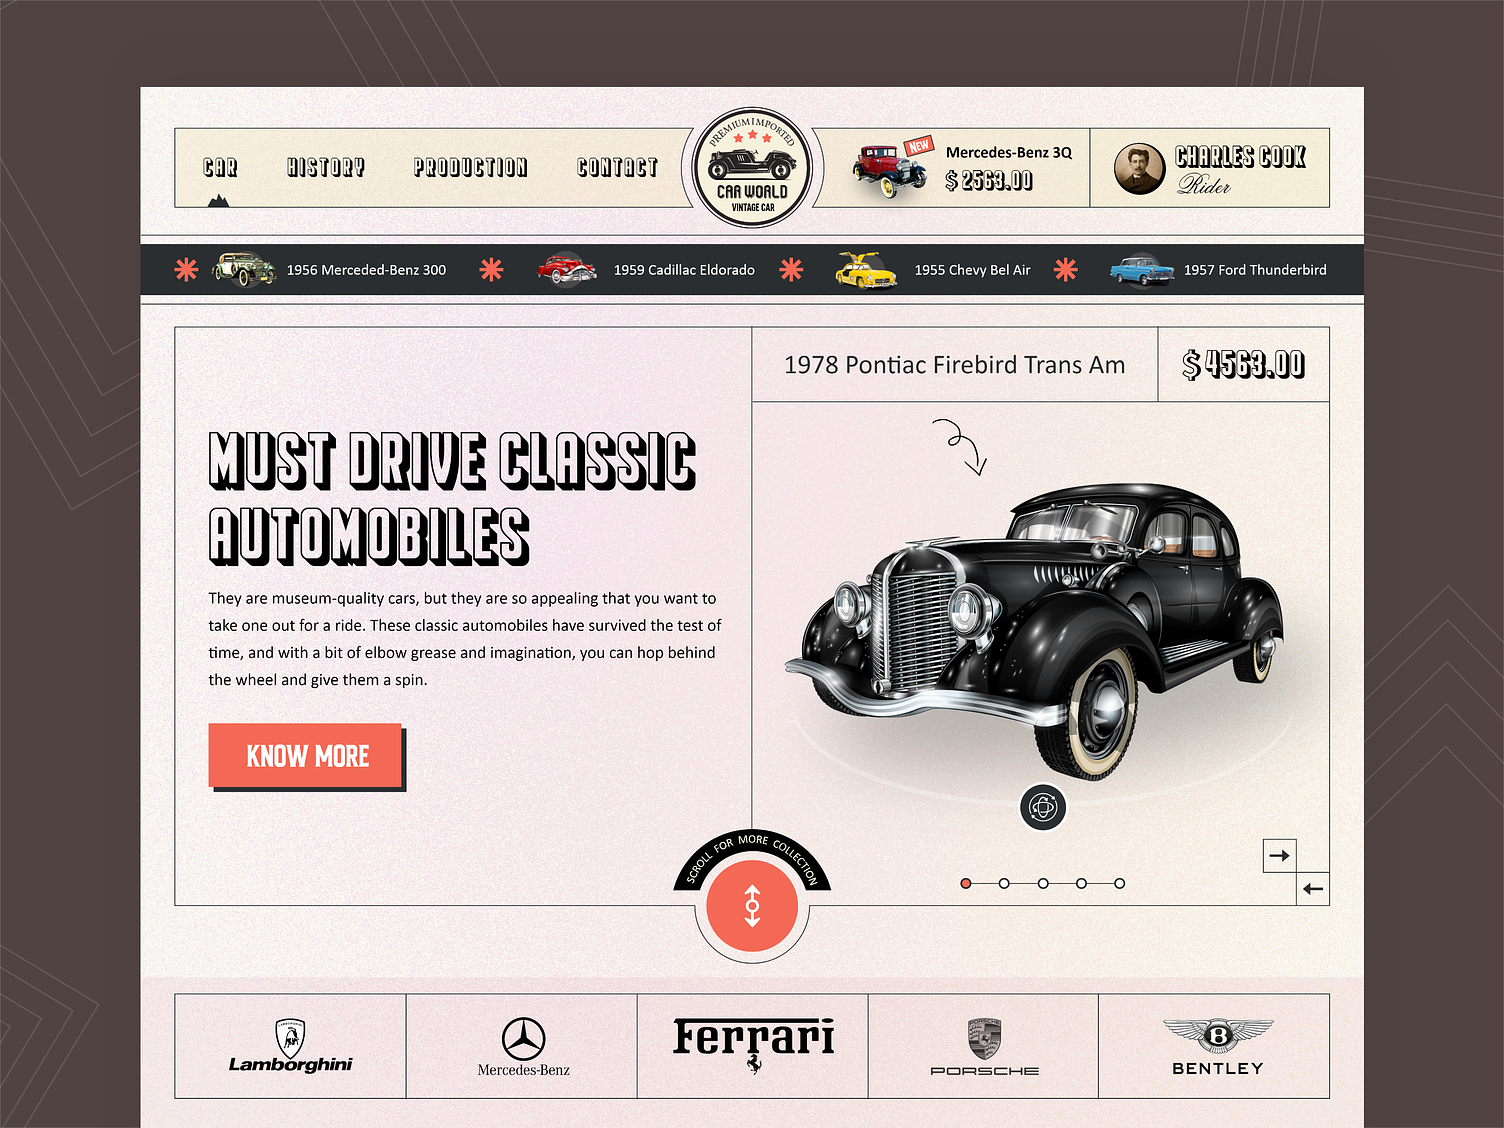 CAR
HISTORY
PRODUCTION
CONTACT
PREMIUM IMPORTED
CAR WORLD
VINTAGE CAR
NEW
Mercedes-Benz 3Q
$ 2563.00
CHARLES COOK
Rider
1956 Merceded-Benz 300
1959 Cadillac Eldorado
1955 Chevy Bel Air
1957 Ford Thunderbird
1978 Pontiac Firebird Trans Am
$ 4563.00
MUST DRIVE CLASSIC
AUTOMOBILES
They are museum-quality cars, but they are so appealing that you want to
take one out for a ride. These classic automobiles have survived the test of
time, and with a bit of elbow grease and imagination, you can hop behind
the wheel and give them a spin.
KNOW MORE
SCROLL FOR MORE COLLECTION
Lamborghini
Mercedes-Benz
Ferrari
PORSCHE
B
BENTLEY